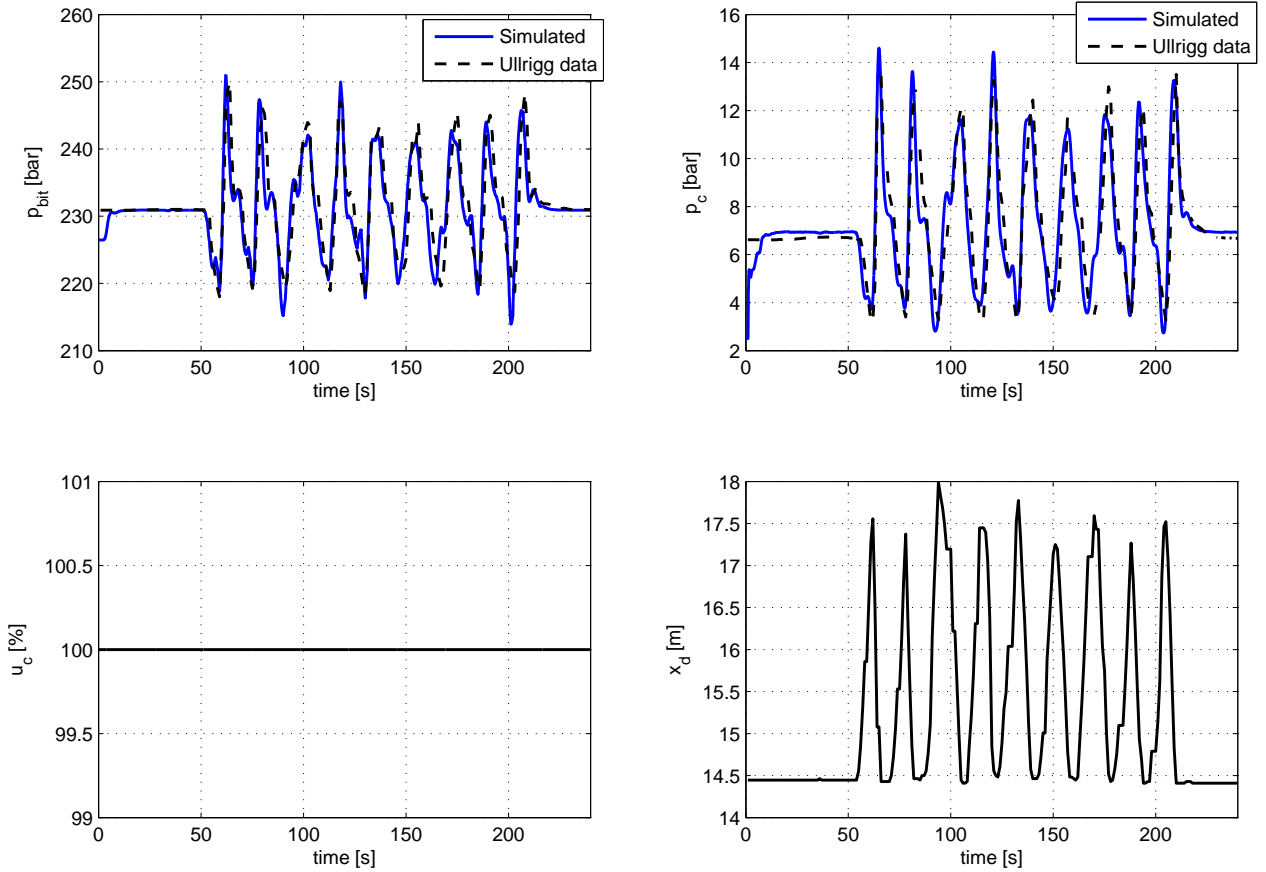 260
250
240
230
220
210
p_bit [bar]
0 50 100 150 200
time [s]
Simulated
Ullrigg data
16
14
12
10
8
6
4
2
p_c [bar]
0 50 100 150 200
time [s]
Simulated
Ullrigg data
101
100.5
100
99.5
99
u_c [%]
0 50 100 150 200
time [s]
18
17.5
17
16.5
16
15.5
15
14.5
14
x_d [m]
0 50 100 150 200
time [s]